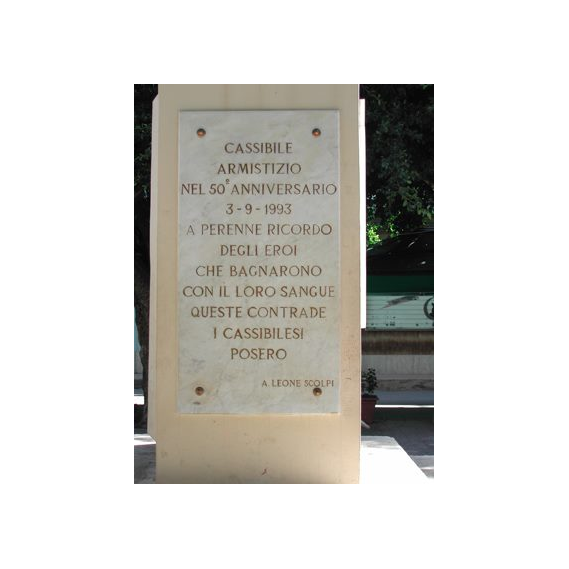 CASSIBILE
ARMISTIZIO
NEL 50° ANNIVERSARIO
3-9-1993
A PERENNE RICORDO
DEGLI EROI
CHE BAGNARONO
CON IL LORO SANGUE
QUESTE CONTRADE
I CASSIBILESI
POSERO
A. LEONE SCOLPI